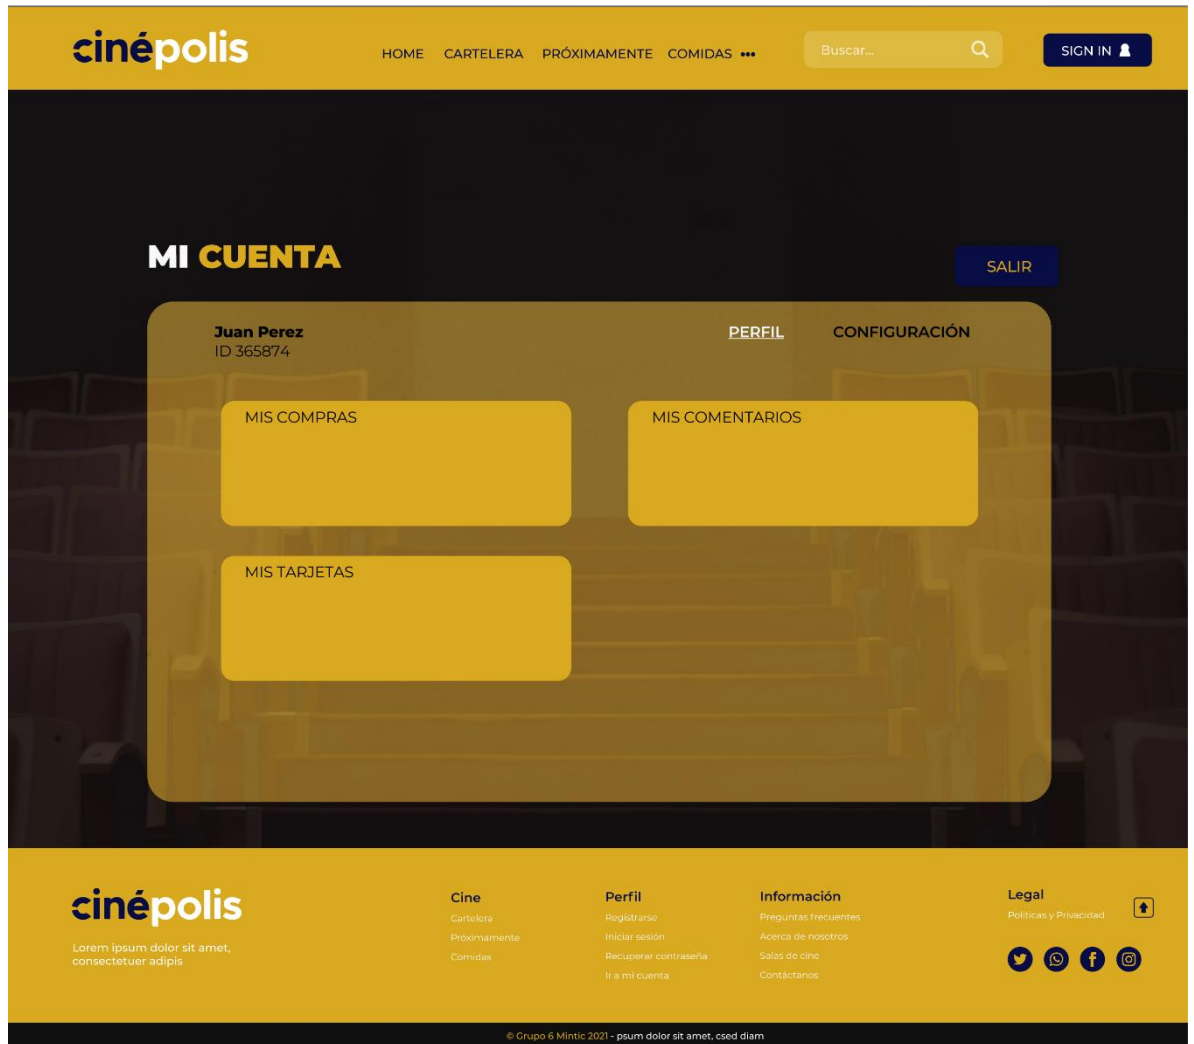 cinépolis
HOME CARTELERA PRÓXIMAMENTE COMIDAS •••
Buscar...
SIGN IN
MI CUENTA
SALIR
Juan Perez
ID 365874
PERFIL
CONFIGURACIÓN
MIS COMPRAS
MIS COMENTARIOS
MIS TARJETAS
cinépolis
Lorem ipsum dolor sit amet,
consectetuer adipis
Cine
Cartelera
Próximamente
Comidas
Perfil
Registrarse
Iniciar sesión
Recuperar contraseña
Ir a mi cuenta
Información
Preguntas frecuentes
Acerca de nosotros
Salas de cine
Contáctanos
Legal
Políticas y Privacidad
© Grupo 6 Mintic 2021 - psum dolor sit amet, csed diam